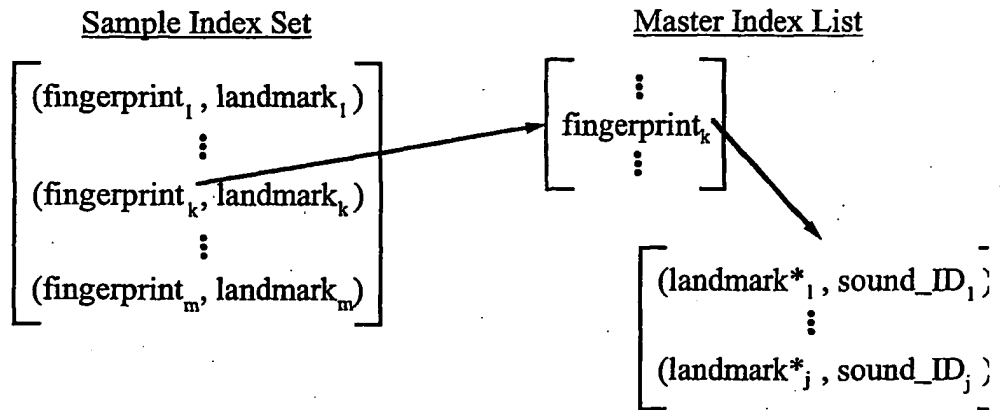 Sample Index Set
Master Index List
(fingerprint₁, landmark₁)
(fingerprintₖ, landmarkₖ)
(fingerprintₘ, landmarkₘ)
fingerprintₖ
(landmark*₁, sound_ID₁)
(landmark*ⱼ, sound_IDⱼ)